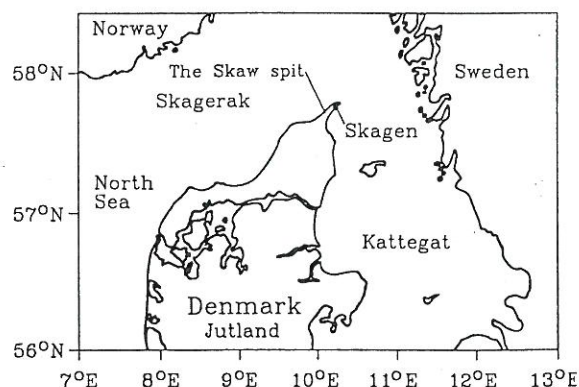 Norway
58°N
The Skaw spit
Sweden
Skagerak
Skagen
North
Sea
57°N
Kattegat
Denmark
Jutland
56°N
7°E 8°E 9°E 10°E 11°E 12°E 13°E